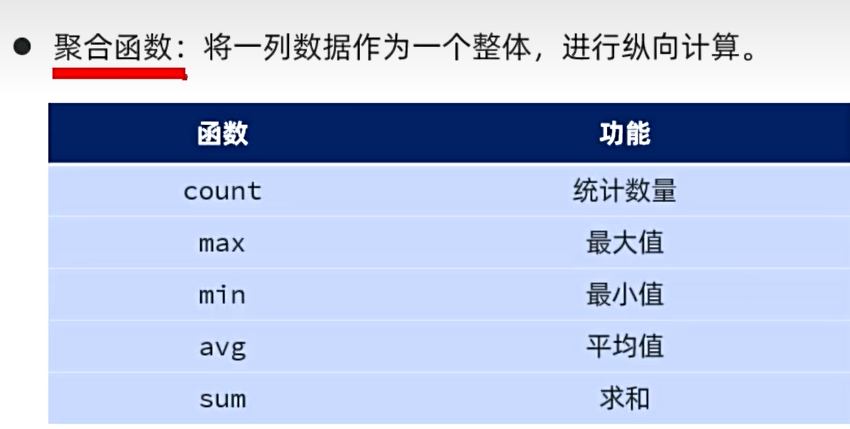 聚合函数：将一列数据作为一个整体，进行纵向计算。
函数 功能
count 统计数量
max 最大值
min 最小值
avg 平均值
sum 求和